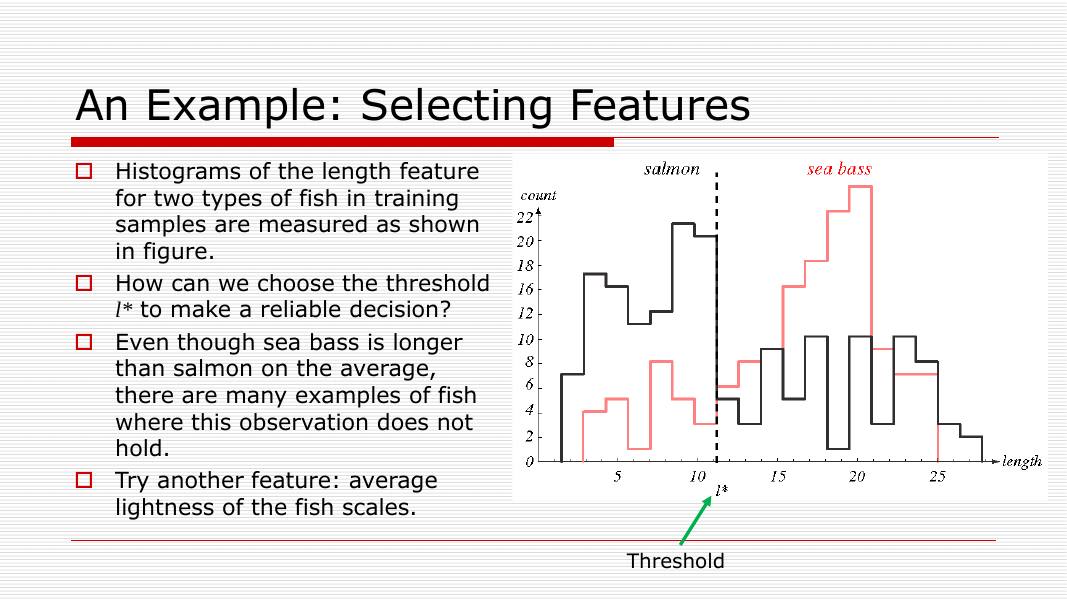 An Example: Selecting Features
Histograms of the length feature
for two types of fish in training
samples are measured as shown
in figure.
How can we choose the threshold
l* to make a reliable decision?
Even though sea bass is longer
than salmon on the average,
there are many examples of fish
where this observation does not
hold.
Try another feature: average
lightness of the fish scales.
salmon
sea bass
count
22
20
18
16
12
10
8
6
4
2
0
5 10 15 20 25
length
l*
Threshold